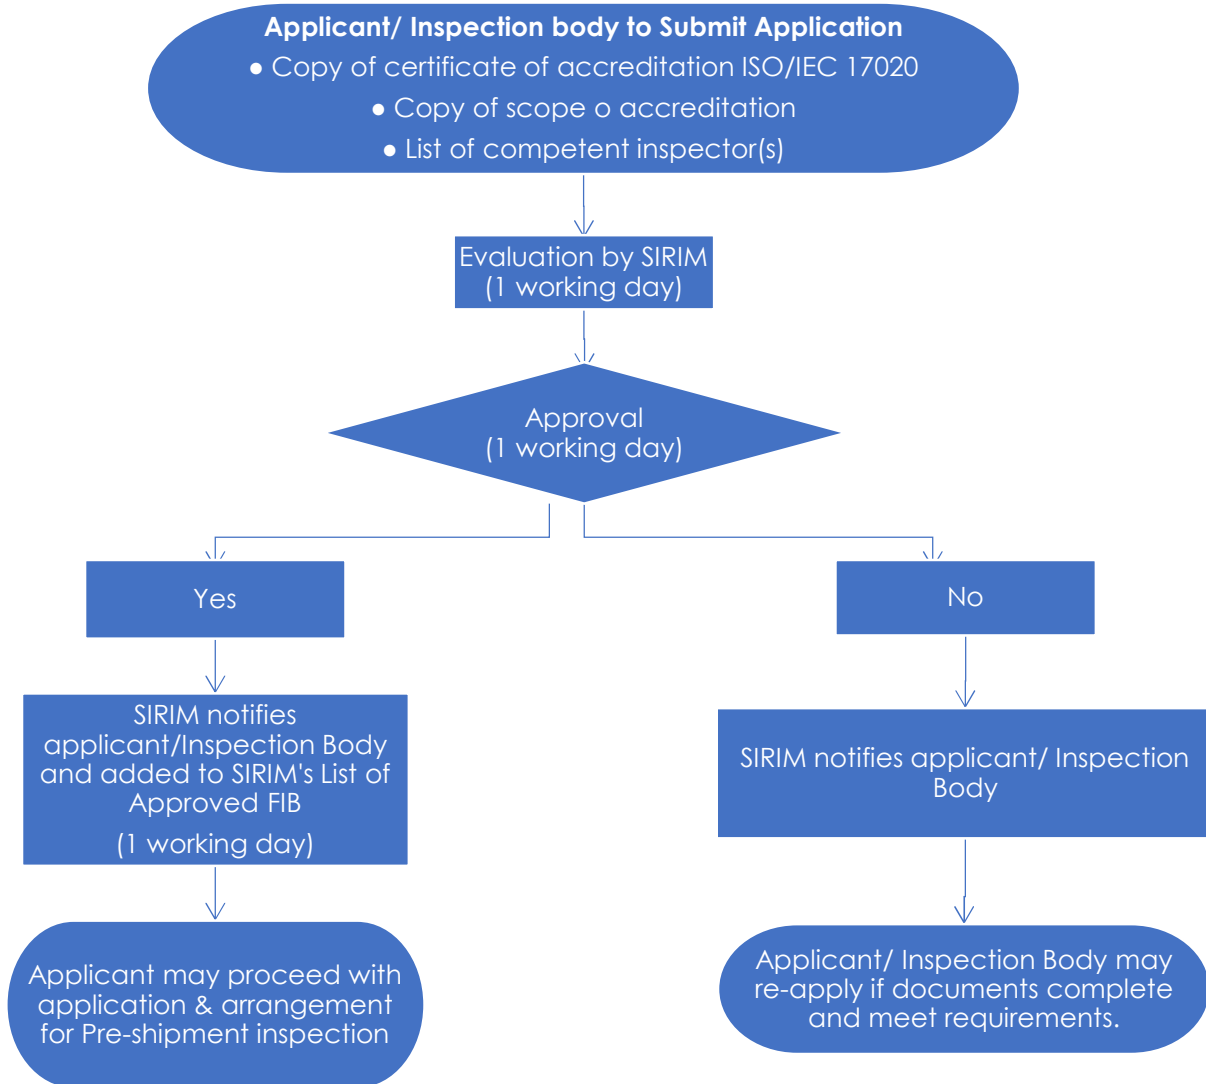 Applicant/ Inspection body to Submit Application
● Copy of certificate of accreditation ISO/IEC 17020
● Copy of scope o accreditation
● List of competent inspector(s)
Evaluation by SIRIM
(1 working day)
Approval
(1 working day)
Yes
No
SIRIM notifies
applicant/Inspection Body
and added to SIRIM's List of
Approved FIB
(1 working day)
SIRIM notifies applicant/ Inspection
Body
Applicant may proceed with
application & arrangement
for Pre-shipment inspection
Applicant/ Inspection Body may
re-apply if documents complete
and meet requirements.